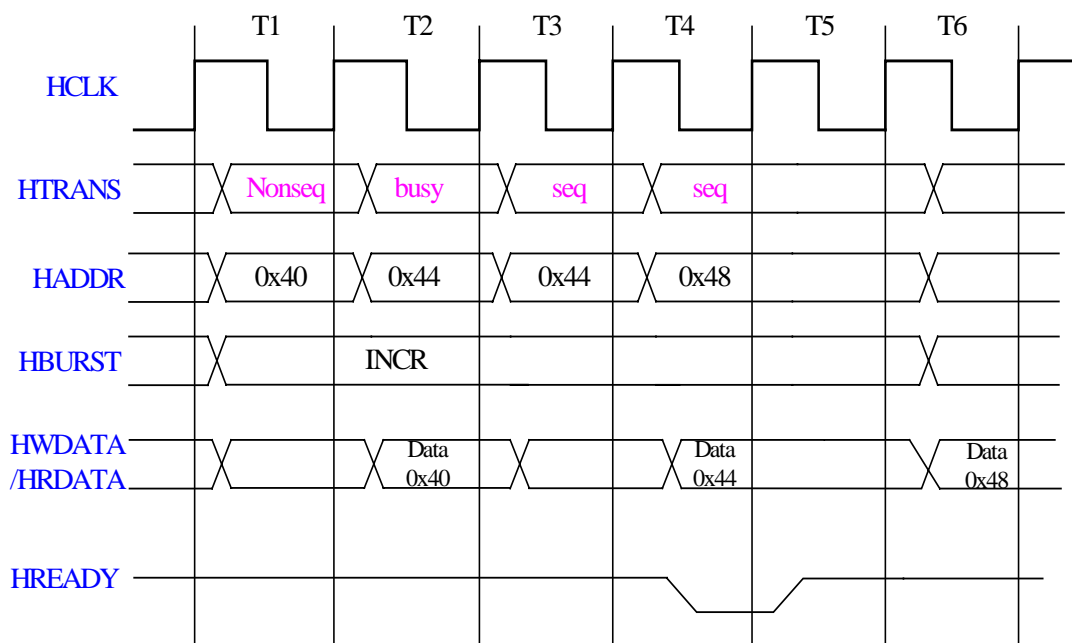 T1 T2 T3 T4 T5 T6
HCLK
HTRANS Nonseq busy seq seq
HADDR 0x40 0x44 0x44 0x48
HBURST INCR
HWDATA Data Data Data
/HRDATA 0x40 0x44 0x48
HREADY